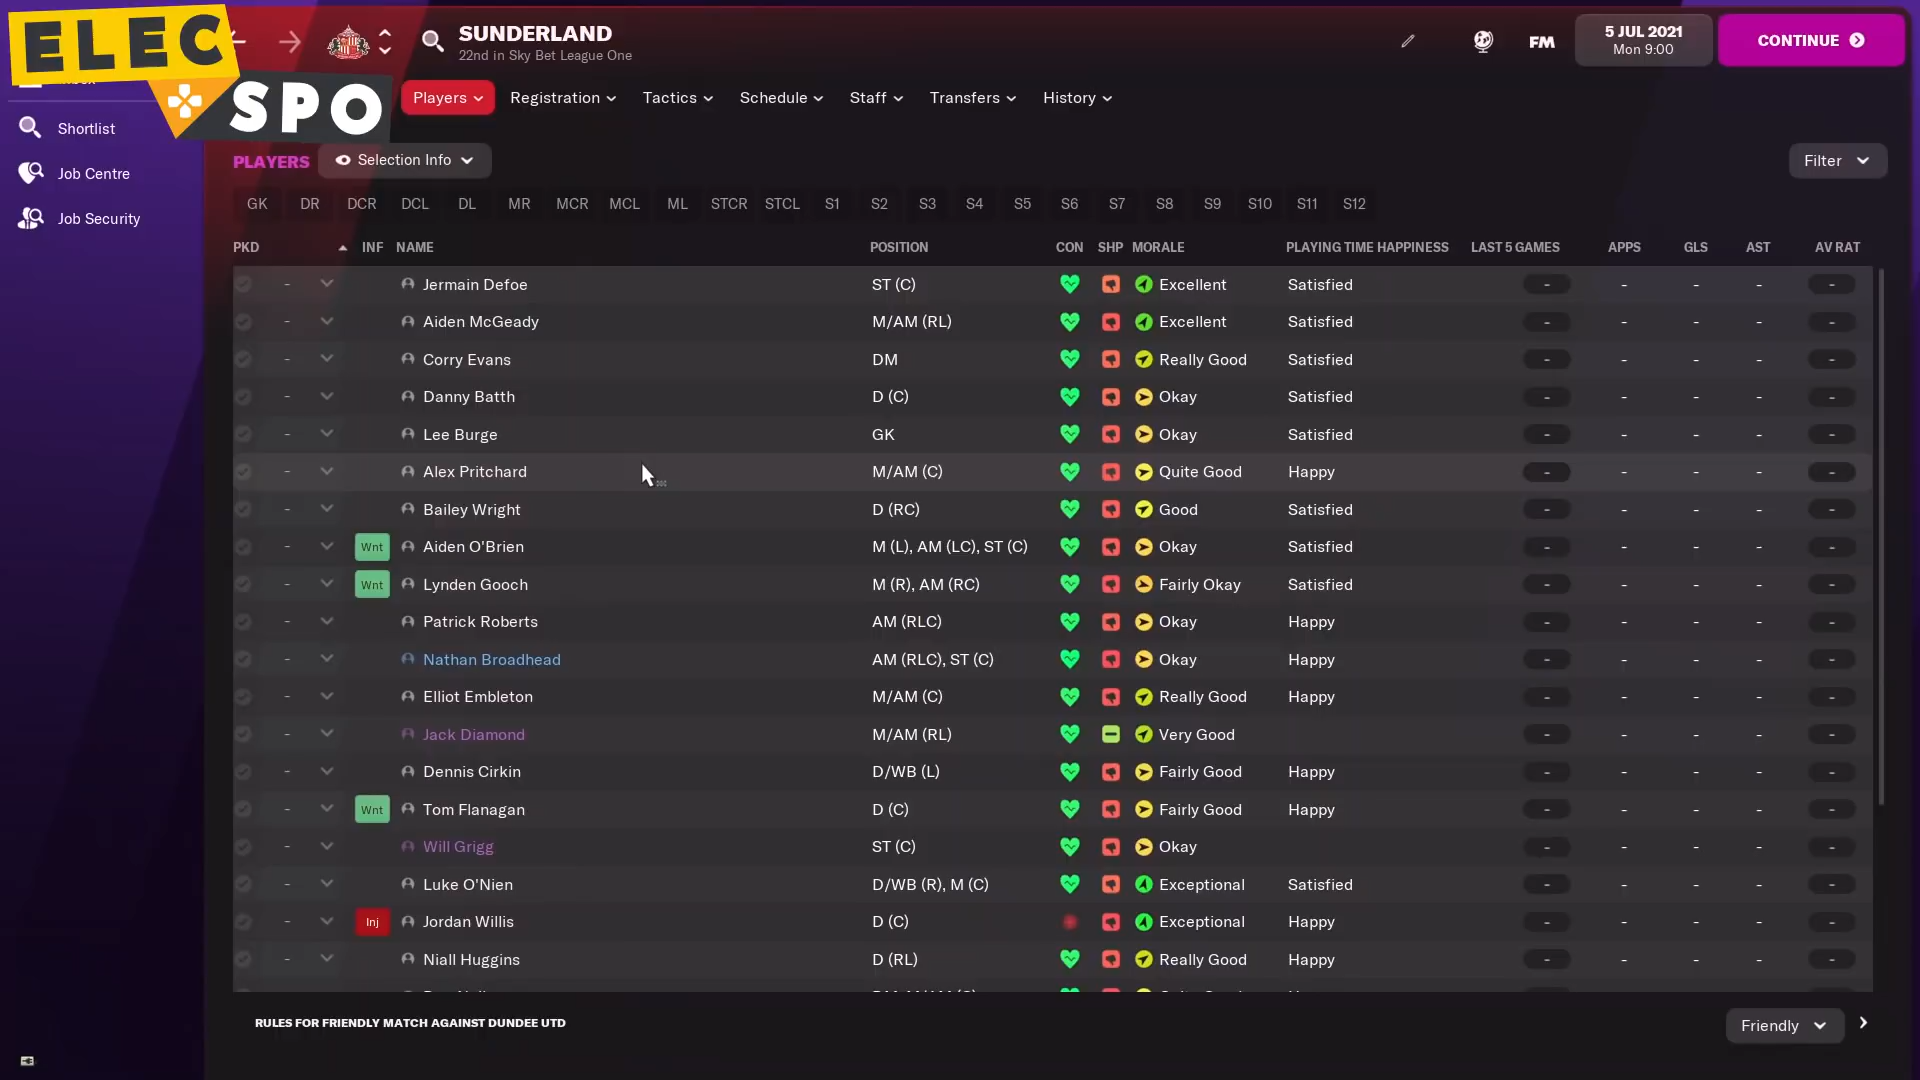 ELEC
SPO
SUNDERLAND
22nd in Sky Bet League One
FM
5 JUL 2021
Mon 9:00
CONTINUE
Shortlist
Job Centre
Job Security
Players
Registration
Tactics
Schedule
Staff
Transfers
History
PLAYERS
Selection Info
Filter
GK DR DCR DCL DL MR MCR MCL ML STCR STCL S1 S2 S3 S4 S5 S6 S7 S8 S9 S10 S11 S12
PKD INF NAME POSITION CON SHP MORALE PLAYING TIME HAPPINESS LAST 5 GAMES APPS GLS AST AV RAT
- Jermain Defoe ST (C) Excellent Satisfied - - - - -
- Aiden McGeady M/AM (RL) Excellent Satisfied - - - - -
- Corry Evans DM Really Good Satisfied - - - - -
- Danny Batth D (C) Okay Satisfied - - - - -
- Lee Burge GK Okay Satisfied - - - - -
- Alex Pritchard M/AM (C) Quite Good Happy - - - - -
- Bailey Wright D (RC) Good Satisfied - - - - -
- Wnt Aiden O'Brien M (L), AM (LC), ST (C) Okay Satisfied - - - - -
- Wnt Lynden Gooch M (R), AM (RC) Fairly Okay Satisfied - - - - -
- Patrick Roberts AM (RLC) Okay Happy - - - - -
- Nathan Broadhead AM (RLC), ST (C) Okay Happy - - - - -
- Elliot Embleton M/AM (C) Really Good Happy - - - - -
- Jack Diamond M/AM (RL) Very Good - - - - -
- Dennis Cirkin D/WB (L) Fairly Good Happy - - - - -
- Wnt Tom Flanagan D (C) Fairly Good Happy - - - - -
- Will Grigg ST (C) Okay - - - - -
- Luke O'Nien D/WB (R), M (C) Exceptional Satisfied - - - - -
- Inj Jordan Willis D (C) Exceptional Happy - - - - -
- Niall Huggins D (RL) Really Good Happy - - - - -
RULES FOR FRIENDLY MATCH AGAINST DUNDEE UTD
Friendly